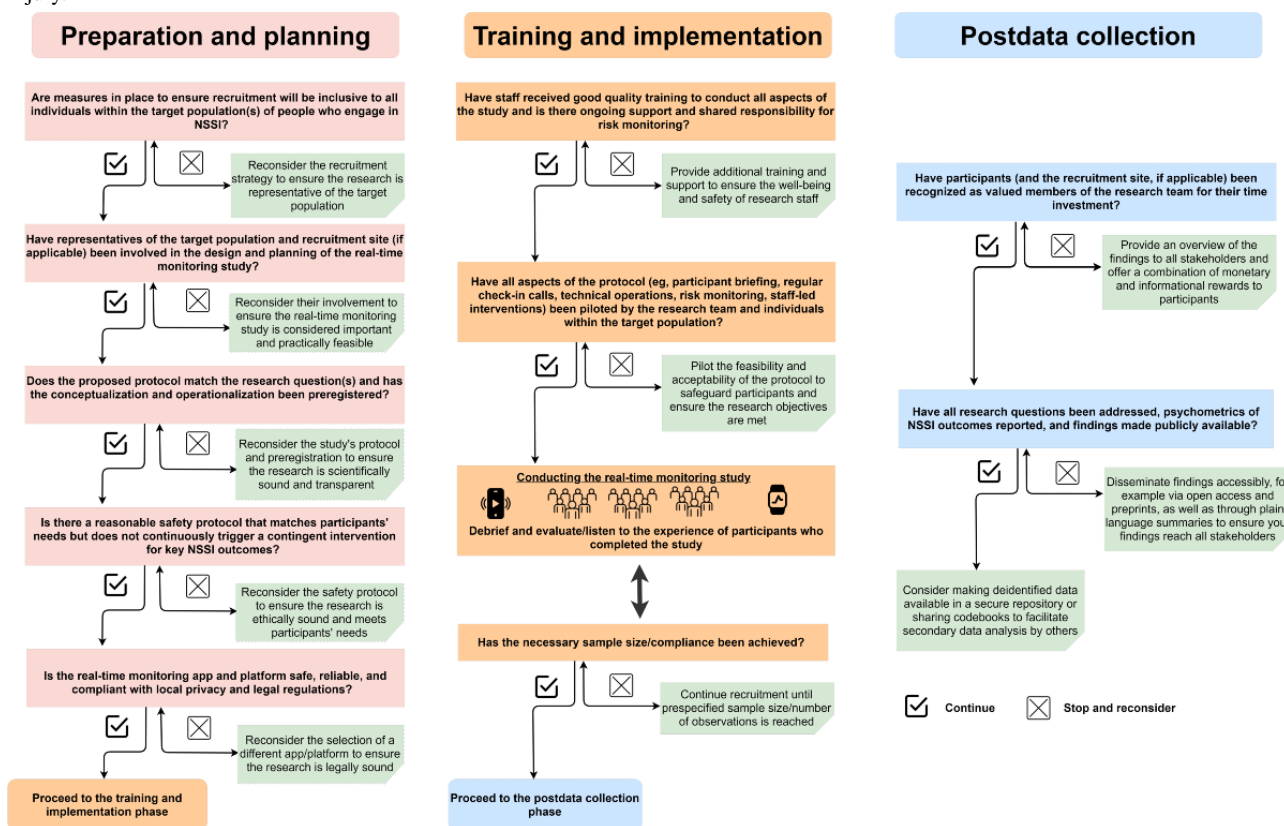 Preparation and planning
Are measures in place to ensure recruitment will be inclusive to all
individuals within the target population(s) of people who engage in
NSSI?
Reconsider the recruitment
strategy to ensure the research is
representative of the target
population
Have representatives of the target population and recruitment site (if
applicable) been involved in the design and planning of the real-time
monitoring study?
Reconsider their involvement to
ensure the real-time monitoring
study is considered important
and practically feasible
Does the proposed protocol match the research question(s) and has
the conceptualization and operationalization been preregistered?
Reconsider the study's protocol
and preregistration to ensure
the research is scientifically
sound and transparent
Is there a reasonable safety protocol that matches participants'
needs but does not continuously trigger a contingent intervention
for key NSSI outcomes?
Reconsider the safety protocol
to ensure the research is
ethically sound and meets
participants' needs
Is the real-time monitoring app and platform safe, reliable, and
compliant with local privacy and legal regulations?
Reconsider the selection of a
different app/platform to ensure
the research is legally sound
Proceed to the training and
implementation phase
Training and implementation
Have staff received good quality training to conduct all aspects of
the study and is there ongoing support and shared responsibility for
risk monitoring?
Provide additional training and
support to ensure the well-being
and safety of research staff
Have all aspects of the protocol (eg, participant briefing, regular
check-in calls, technical operations, risk monitoring, staff-led
interventions) been piloted by the research team and individuals
within the target population?
Pilot the feasibility and
acceptability of the protocol to
safeguard participants and
ensure the research objectives
are met
Conducting the real-time monitoring study
Debrief and evaluate/listen to the experience of participants who
completed the study
Has the necessary sample size/compliance been achieved?
Continue recruitment until
prespecified sample size/number
of observations is reached
Proceed to the postdata collection
phase
Postdata collection
Have participants (and the recruitment site, if applicable) been
recognized as valued members of the research team for their time
investment?
Provide an overview of the
findings to all stakeholders and
offer a combination of monetary
and informational rewards to
participants
Have all research questions been addressed, psychometrics of
NSSI outcomes reported, and findings made publicly available?
Disseminate findings accessibly, fo
example via open access and
preprints, as well as through plain
language summaries to ensure you
findings reach all stakeholders
Consider making deidentified data
available in a secure repository or
sharing codebooks to facilitate
secondary data analysis by others
Continue
Stop and reconsider